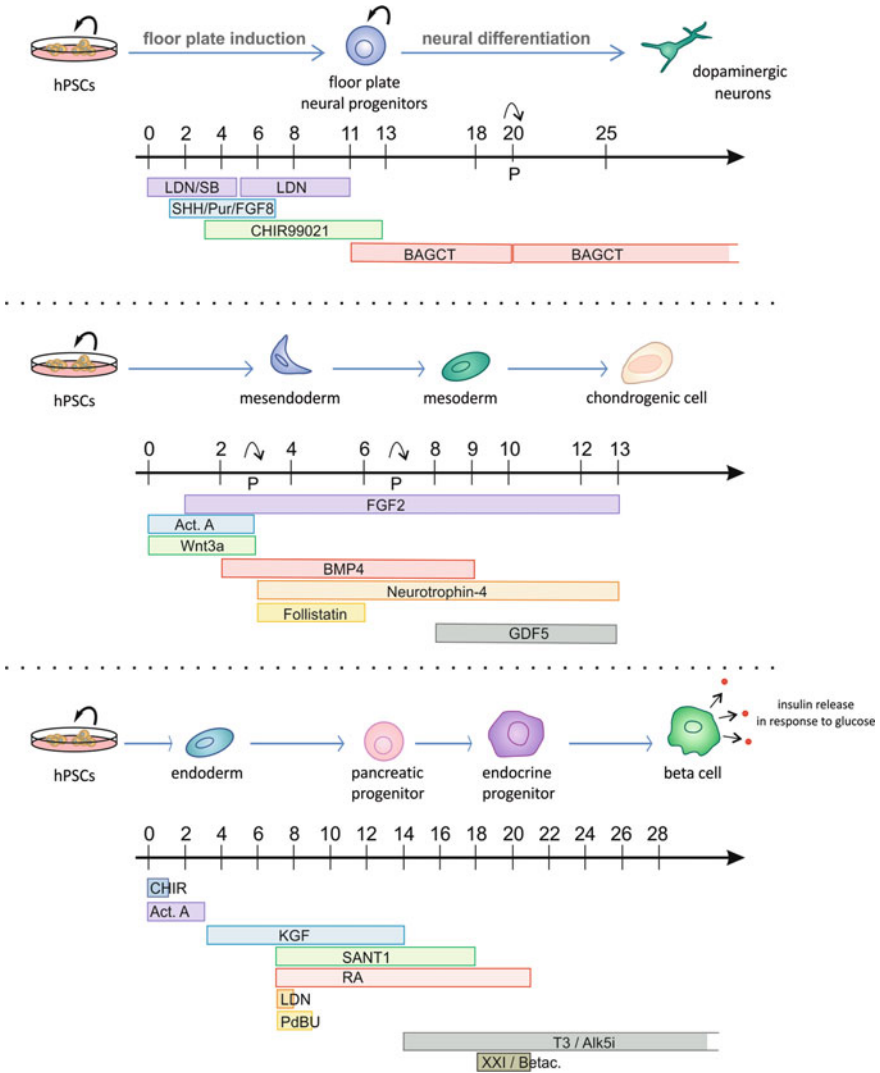 floor plate induction
neural differentiation
hPSCs
floor plate
neural progenitors
dopaminergic
neurons
0 2 4 6 8 11 13 18 20 25
P
LDN/SB LDN
SHH/Pur/FGF8
CHIR99021
BAGCT BAGCT
hPSCs
mesendoderm
mesoderm
chondrogenic cell
0 2 4 6 8 9 10 12 13
P P
FGF2
Act. A
Wnt3a
BMP4
Neurotrophin-4
Follistatin
GDF5
insulin release
in response to glucose
hPSCs
endoderm
pancreatic
progenitor
endocrine
progenitor
beta cell
0 2 4 6 8 10 12 14 16 18 20 22 24 26 28
CHIR
Act. A
KGF
SANT1
RA
LDN
PdBU
T3 / Alk5i
XXI / Betac.